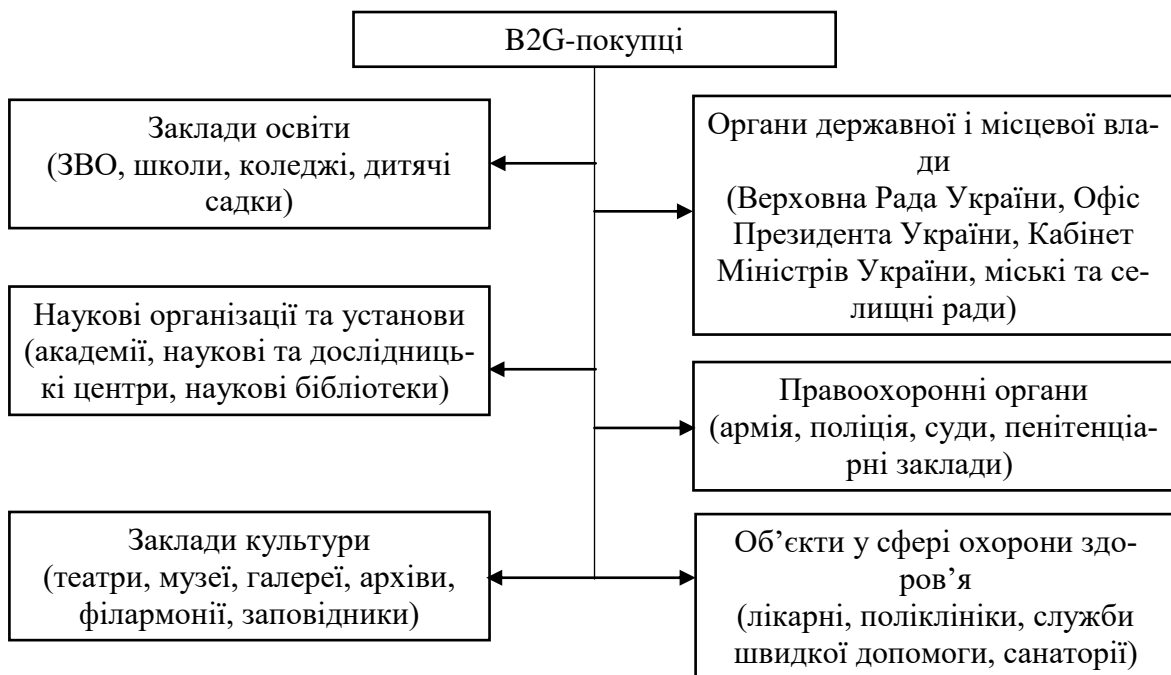 B2G-покупці
Заклади освіти
(ЗВО, школи, коледжі, дитячі
садки)
Органи державної і місцевої вла-
ди
(Верховна Рада України, Офіс
Президента України, Кабінет
Міністрів України, міські та се-
лищні ради)
Наукові організації та установи
(академії, наукові та дослідниць-
кі центри, наукові бібліотеки)
Правоохоронні органи
(армія, поліція, суди, пенітенціа-
рні заклади)
Заклади культури
(театри, музеї, галереї, архіви,
філармонії, заповідники)
Об’єкти у сфері охорони здо-
ров’я
(лікарні, поліклініки, служби
швидкої допомоги, санаторії)